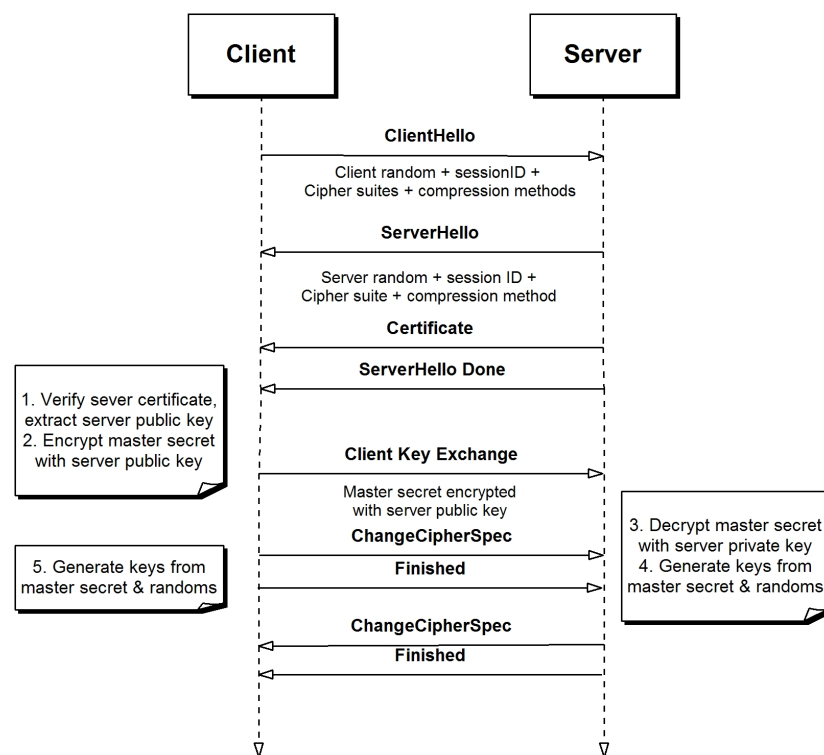 Client
Server
ClientHello
Client random + sessionID +
Cipher suites + compression methods
ServerHello
Server random + session ID +
Cipher suite + compression method
Certificate
ServerHello Done
1. Verify sever certificate,
extract server public key
2. Encrypt master secret
with server public key
Client Key Exchange
Master secret encrypted
with server public key
3. Decrypt master secret
with server private key
4. Generate keys from
master secret & randoms
ChangeCipherSpec
5. Generate keys from
master secret & randoms
Finished
ChangeCipherSpec
Finished